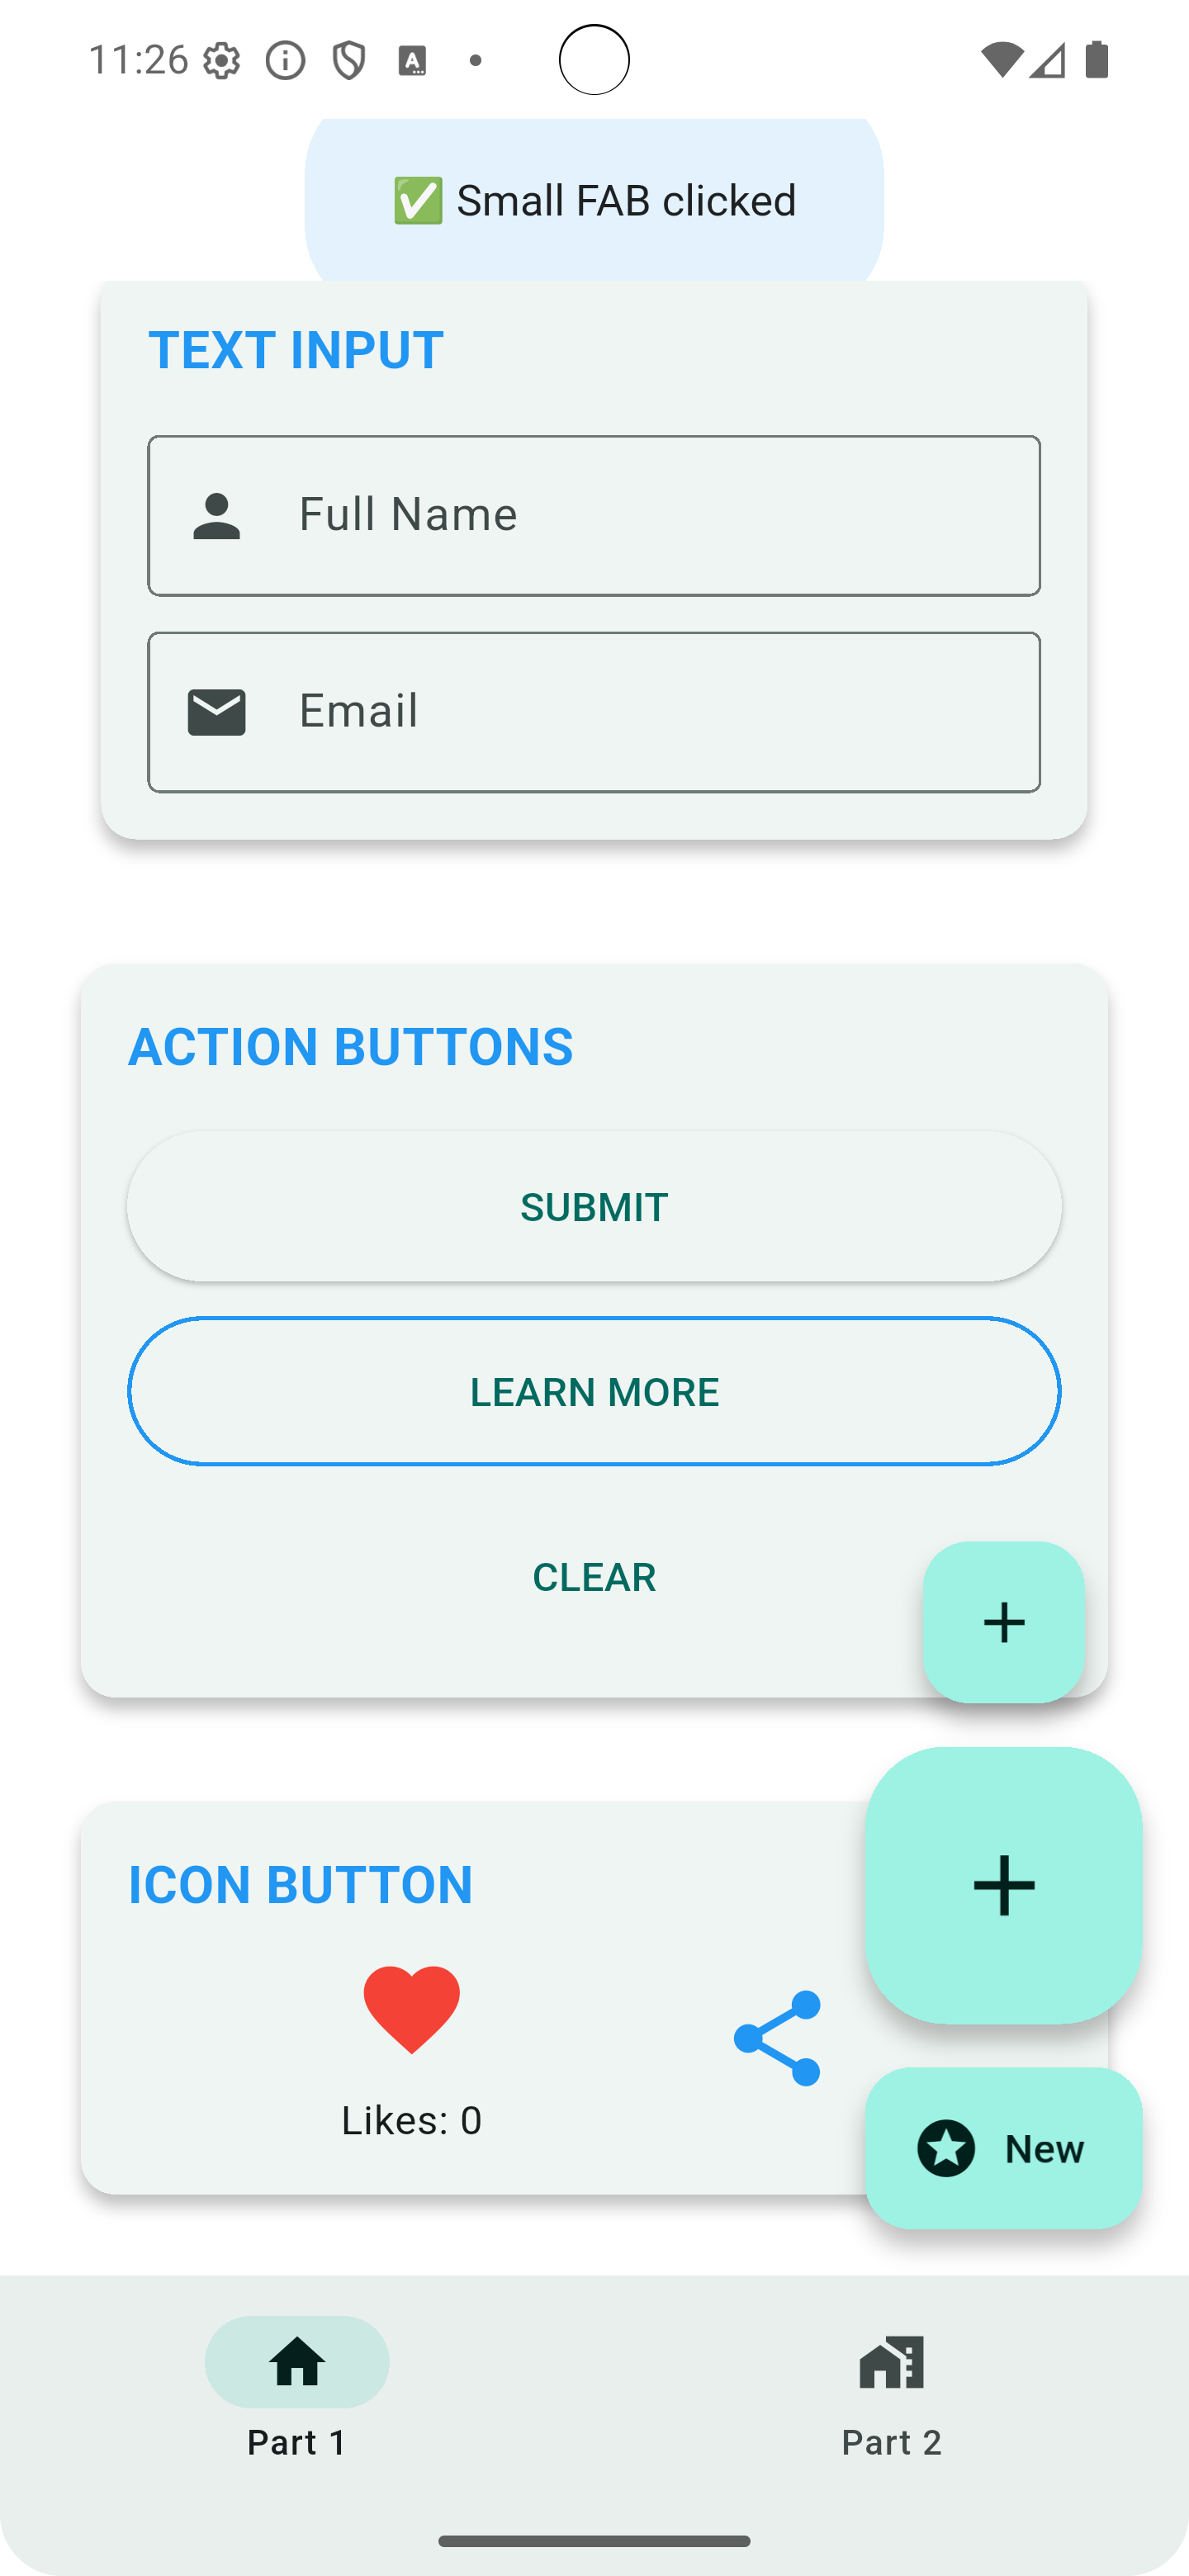 11:26
✅ Small FAB clicked
TEXT INPUT
Full Name
Email
ACTION BUTTONS
SUBMIT
LEARN MORE
CLEAR
ICON BUTTON
Likes: 0
New
Part 1
Part 2